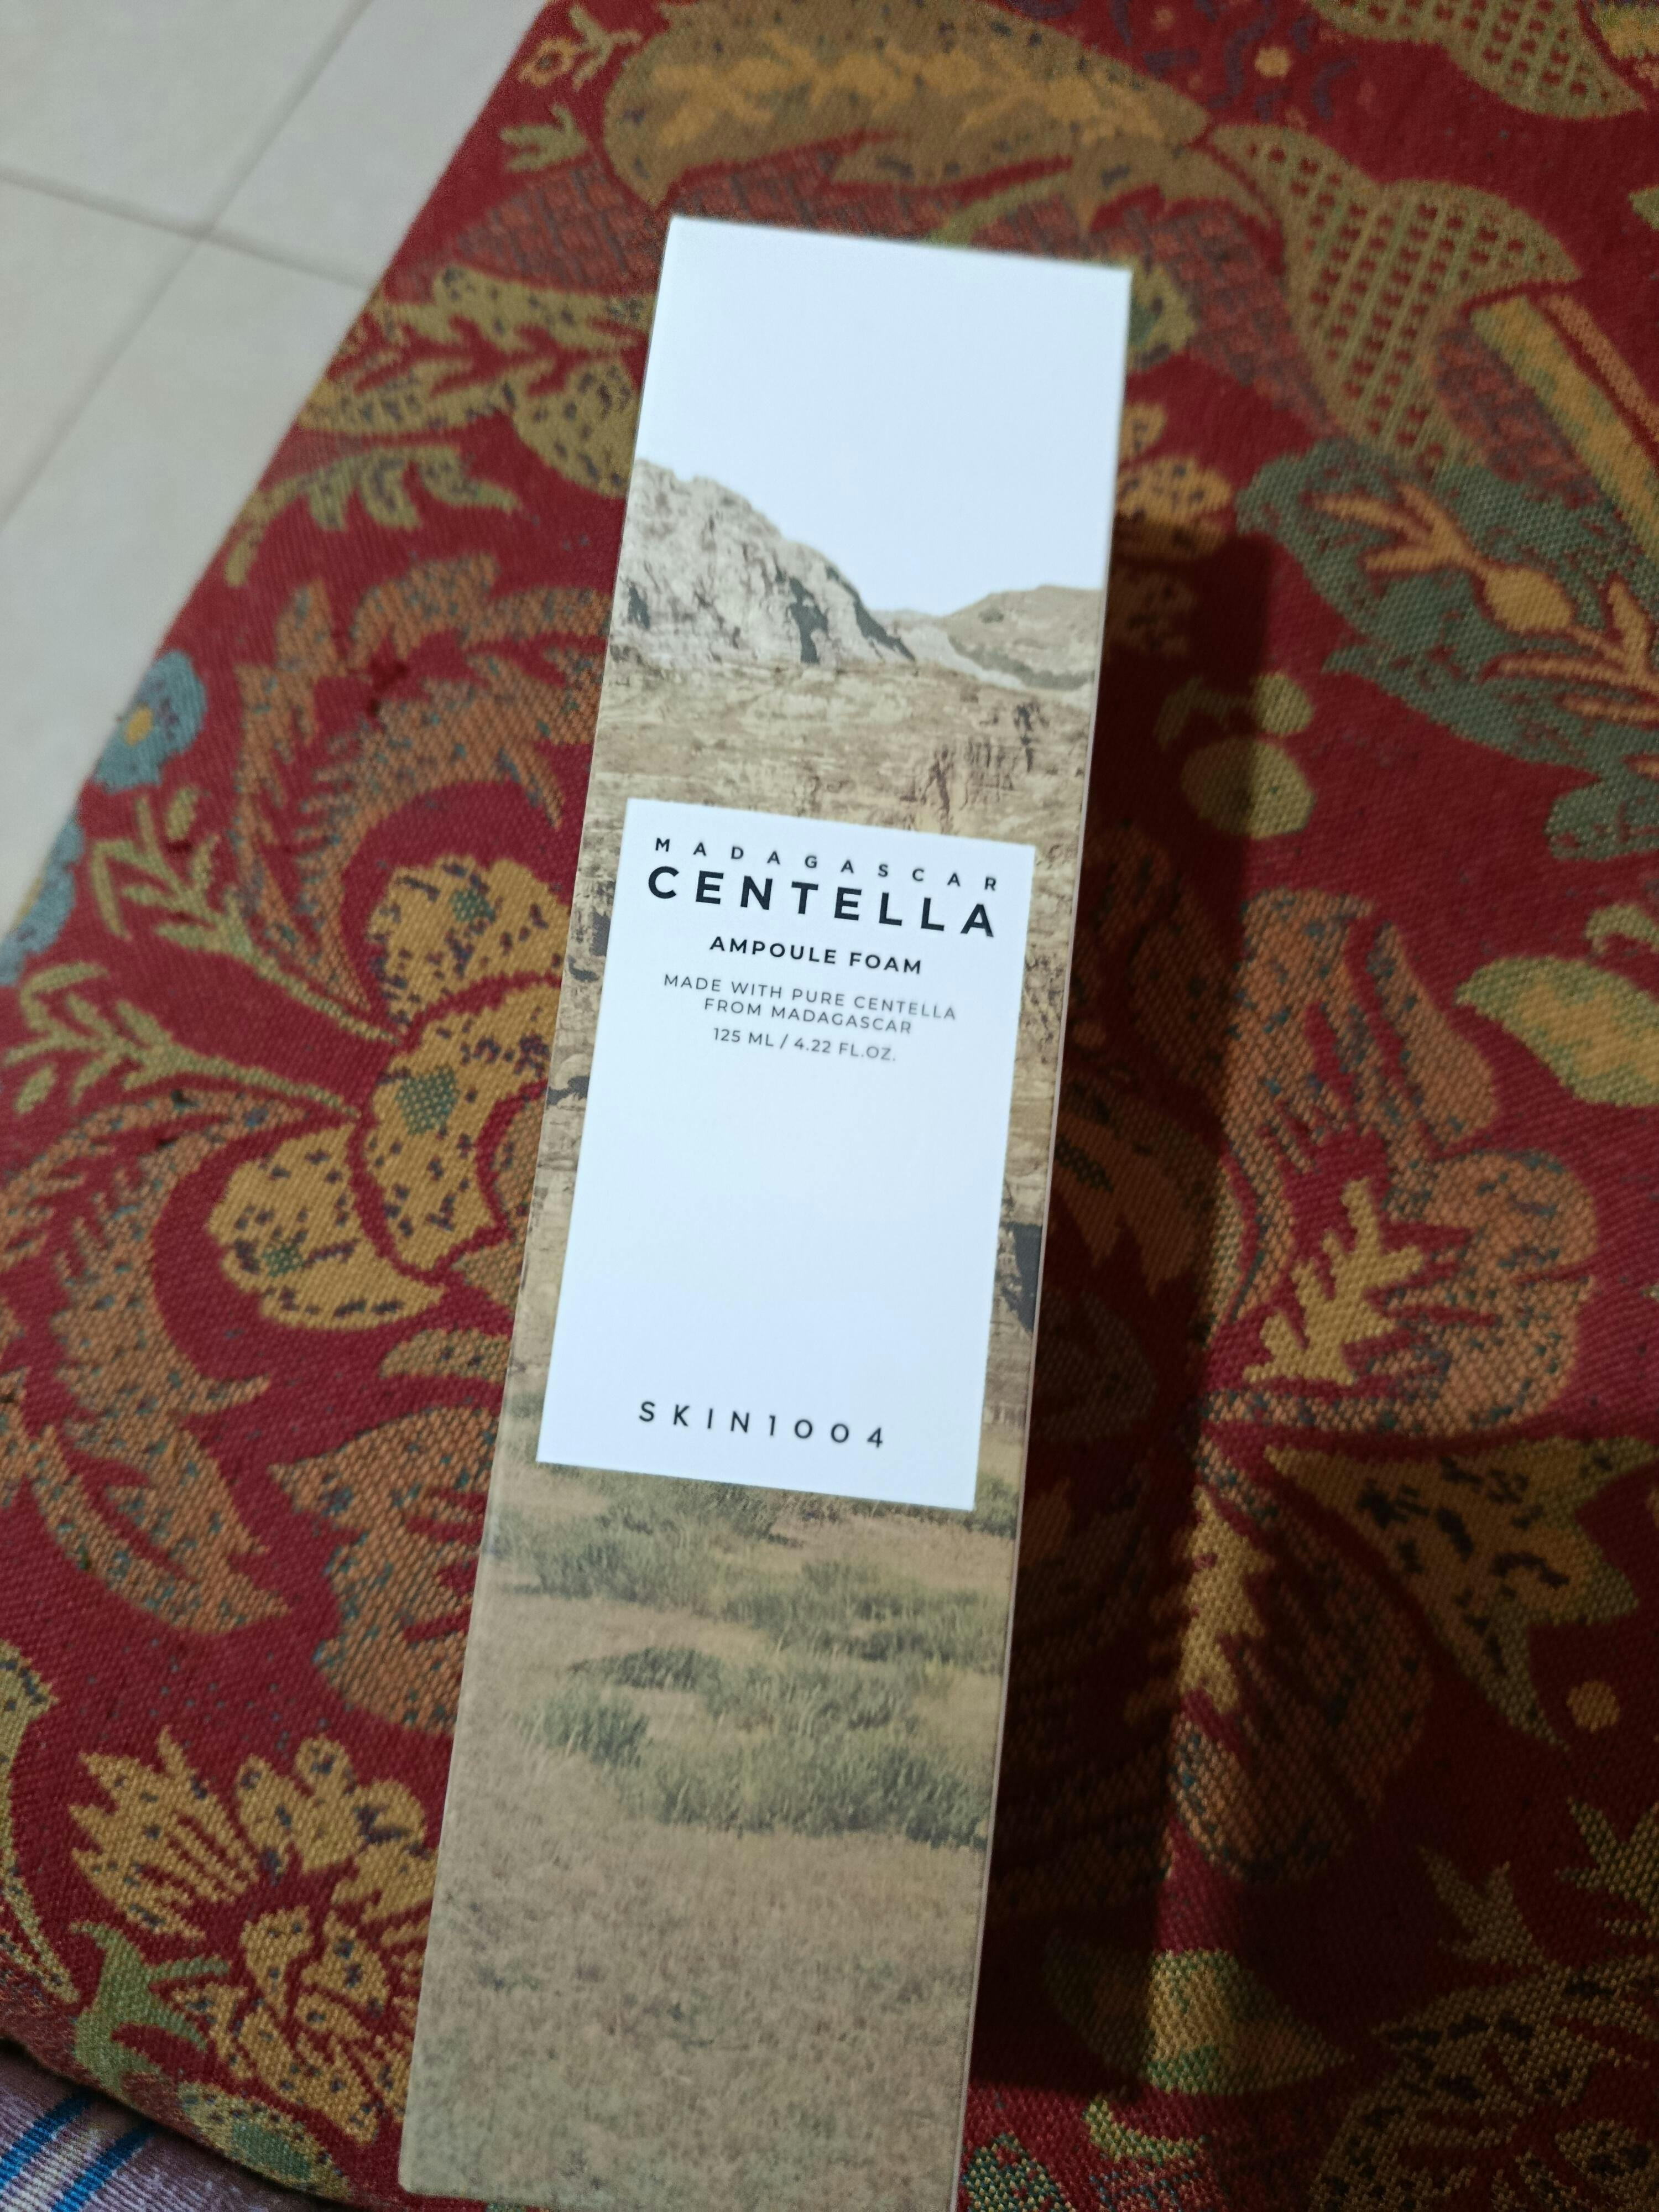 MADAGASCAR
CENTELLA
AMPOULE FOAM
MADE WITH PURE CENTELLA
FROM MADAGASCAR
125 ML / 4.22 FL.OZ.
SKIN1004